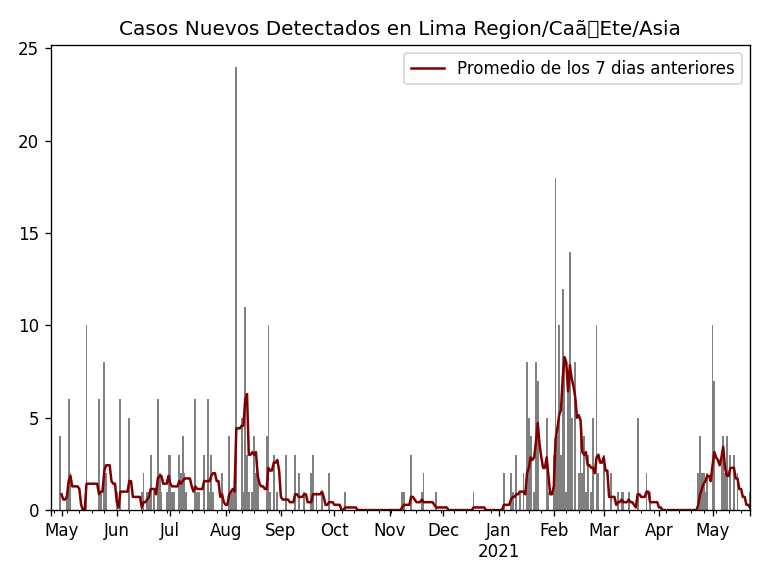 Casos Nuevos Detectados en Lima Region/Caã▯Ete/Asia
Promedio de los 7 dias anteriores
25
20
15
10
5
0
May Jun Jul Aug Sep Oct Nov Dec Jan Feb Mar Apr May
2021